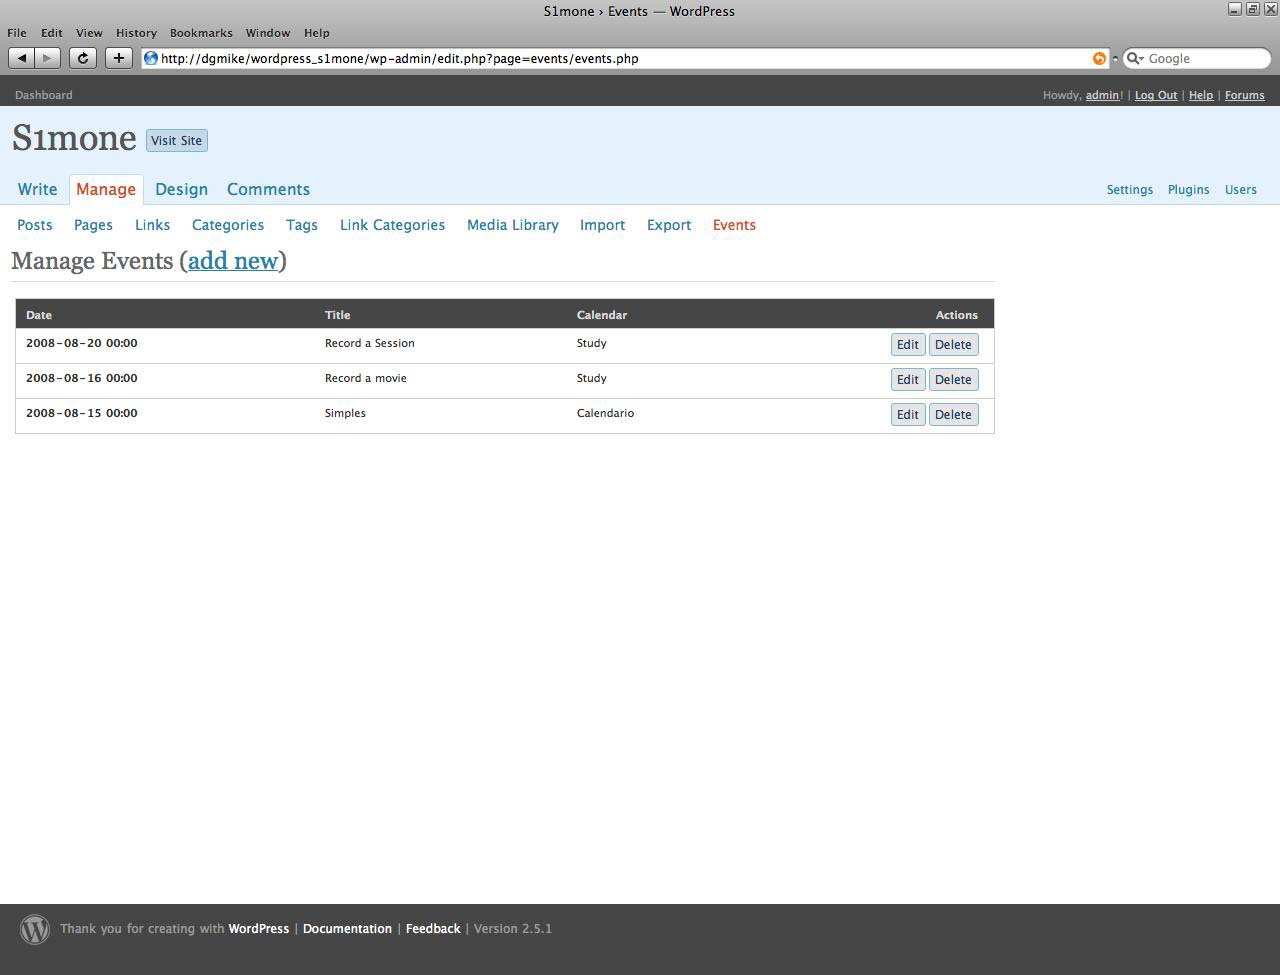 S1mone › Events — WordPress
File Edit View History Bookmarks Window Help
http://dgmike/wordpress_s1mone/wp-admin/edit.php?page=events/events.php Google
Dashboard Howdy, admin! | Log Out | Help | Forums
S1mone Visit Site
Write Manage Design Comments Settings Plugins Users
Posts Pages Links Categories Tags Link Categories Media Library Import Export Events
Manage Events (add new)
Date Title Calendar Actions
2008-08-20 00:00 Record a Session Study Edit Delete
2008-08-16 00:00 Record a movie Study Edit Delete
2008-08-15 00:00 Simples Calendario Edit Delete
Thank you for creating with WordPress | Documentation | Feedback | Version 2.5.1